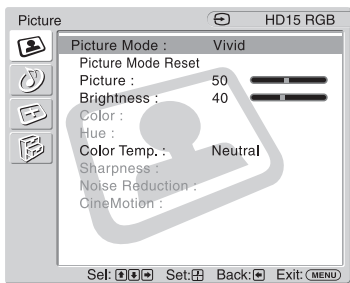 Picture HD15 RGB
Picture Mode : Vivid
Picture Mode Reset
Picture : 50
Brightness : 40
Color :
Hue :
Color Temp. : Neutral
Sharpness :
Noise Reduction :
CineMotion :
Sel: Set: Back: Exit: MENU